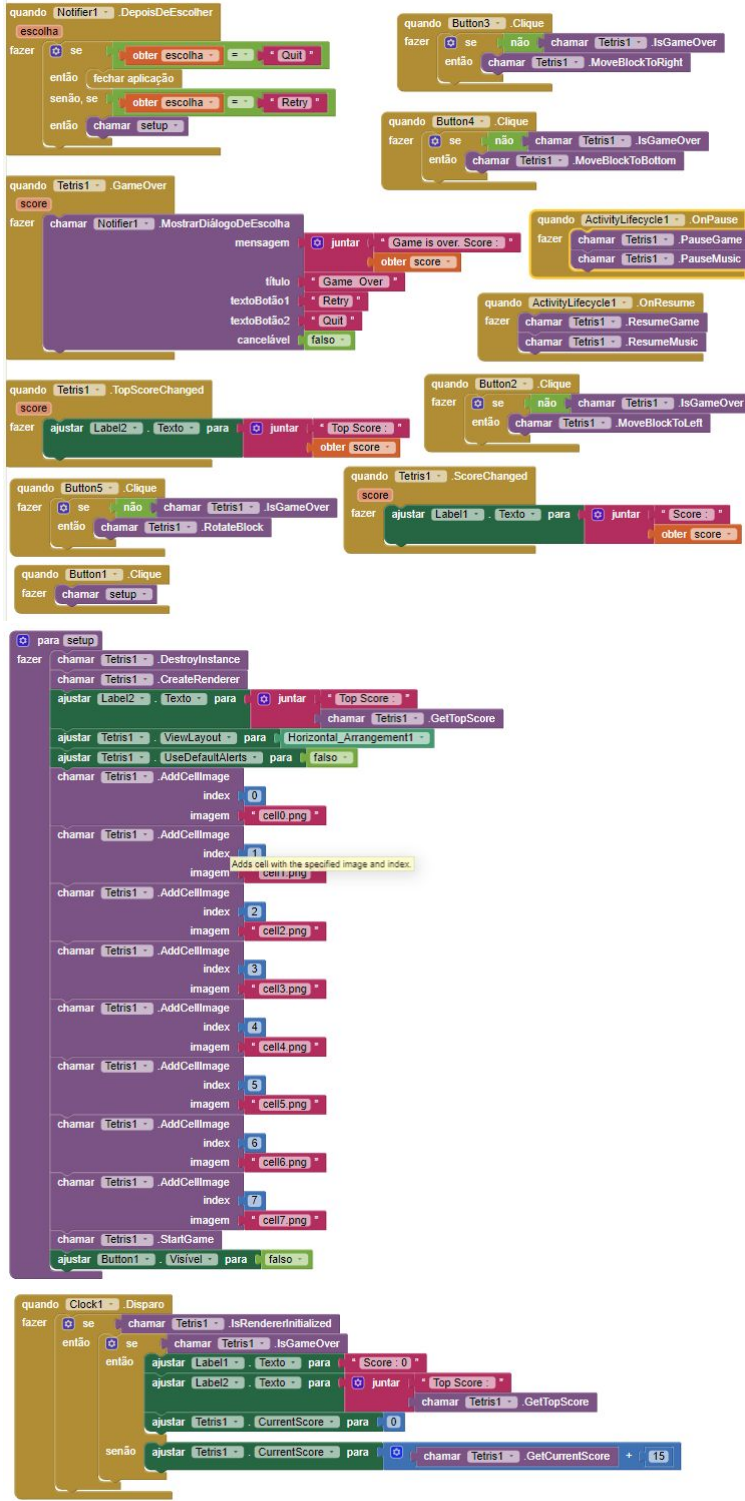 quando Notifier1 .DepoisDeEscolher
escolha
fazer se obter escolha = " Quit "
então fechar aplicação
senão, se obter escolha = " Retry "
então chamar setup
quando Button3 .Clique
fazer se não chamar Tetris1 .IsGameOver
então chamar Tetris1 .MoveBlockToRight
quando Button4 .Clique
fazer se não chamar Tetris1 .IsGameOver
então chamar Tetris1 .MoveBlockToBottom
quando Tetris1 .GameOver
score
fazer chamar Notifier1 .MostrarDiálogoDeEscolha
mensagem juntar " Game is over. Score : "
obter score
título " Game Over "
textoBotão1 " Retry "
textoBotão2 " Quit "
cancelável falso
quando ActivityLifecycle1 .OnPause
fazer chamar Tetris1 .PauseGame
chamar Tetris1 .PauseMusic
quando ActivityLifecycle1 .OnResume
fazer chamar Tetris1 .ResumeGame
chamar Tetris1 .ResumeMusic
quando Tetris1 .TopScoreChanged
score
fazer ajustar Label2 . Texto para juntar " Top Score : "
obter score
quando Button2 .Clique
fazer se não chamar Tetris1 .IsGameOver
então chamar Tetris1 .MoveBlockToLeft
quando Button5 .Clique
fazer se não chamar Tetris1 .IsGameOver
então chamar Tetris1 .RotateBlock
quando Tetris1 .ScoreChanged
score
fazer ajustar Label1 . Texto para juntar " Score : "
obter score
quando Button1 .Clique
fazer chamar setup
para setup
fazer chamar Tetris1 .DestroyInstance
chamar Tetris1 .CreateRenderer
ajustar Label2 . Texto para juntar " Top Score : "
chamar Tetris1 .GetTopScore
ajustar Tetris1 . ViewLayout para Horizontal_Arrangement1
ajustar Tetris1 . UseDefaultAlerts para falso
chamar Tetris1 .AddCellImage
index 0
imagem " cell0.png "
chamar Tetris1 .AddCellImage
index 1
Adds cell with the specified image and index.
imagem " cell1.png "
chamar Tetris1 .AddCellImage
index 2
imagem " cell2.png "
chamar Tetris1 .AddCellImage
index 3
imagem " cell3.png "
chamar Tetris1 .AddCellImage
index 4
imagem " cell4.png "
chamar Tetris1 .AddCellImage
index 5
imagem " cell5.png "
chamar Tetris1 .AddCellImage
index 6
imagem " cell6.png "
chamar Tetris1 .AddCellImage
index 7
imagem " cell7.png "
chamar Tetris1 .StartGame
ajustar Button1 . Visível para falso
quando Clock1 .Disparo
fazer se chamar Tetris1 .IsRendererInitialized
então se chamar Tetris1 .IsGameOver
então ajustar Label1 . Texto para " Score : 0 "
ajustar Label2 . Texto para juntar " Top Score : "
chamar Tetris1 .GetTopScore
ajustar Tetris1 . CurrentScore para 0
senão ajustar Tetris1 . CurrentScore para chamar Tetris1 .GetCurrentScore + 15